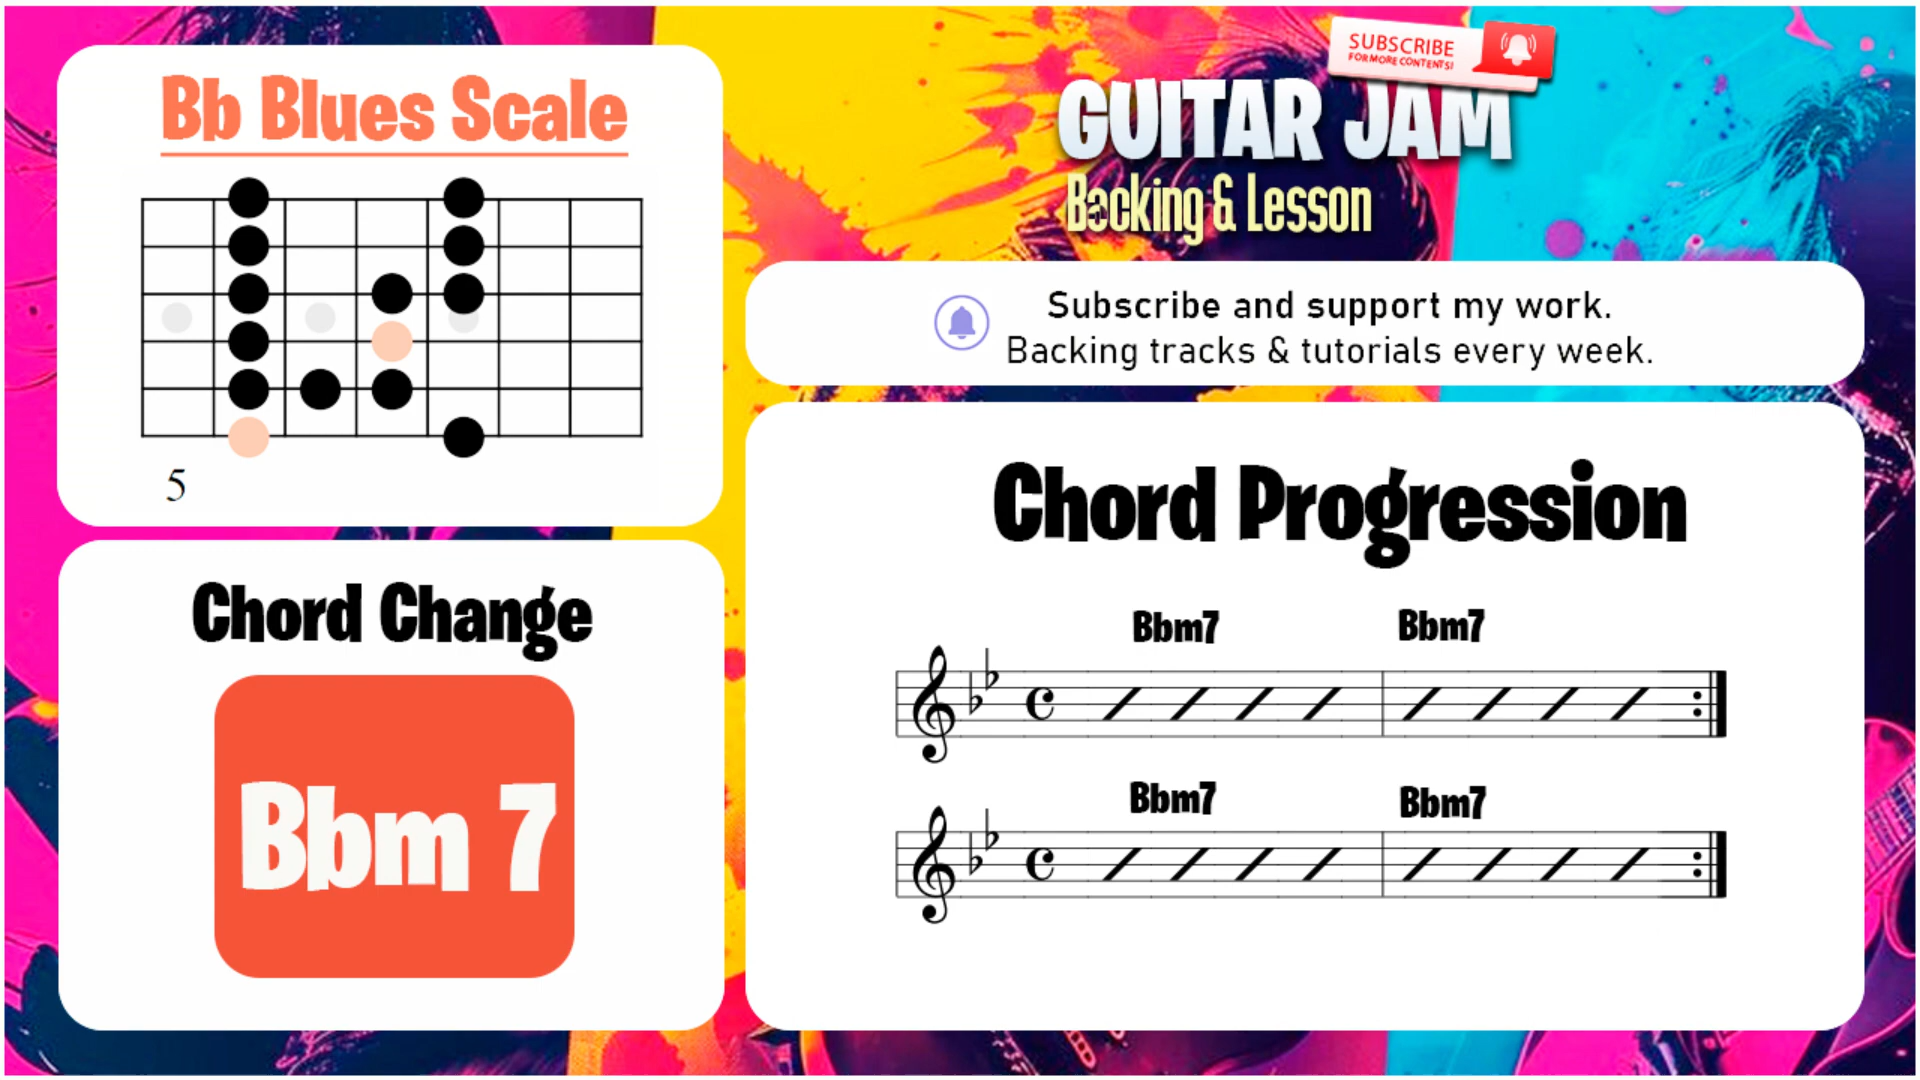 Bb Blues Scale
5
Chord Change
Bbm 7
SUBSCRIBE
FOR MORE CONTENTS!
GUITAR JAM
Backing & Lesson
Subscribe and support my work.
Backing tracks & tutorials every week.
Chord Progression
Bbm7 Bbm7
Bbm7 Bbm7